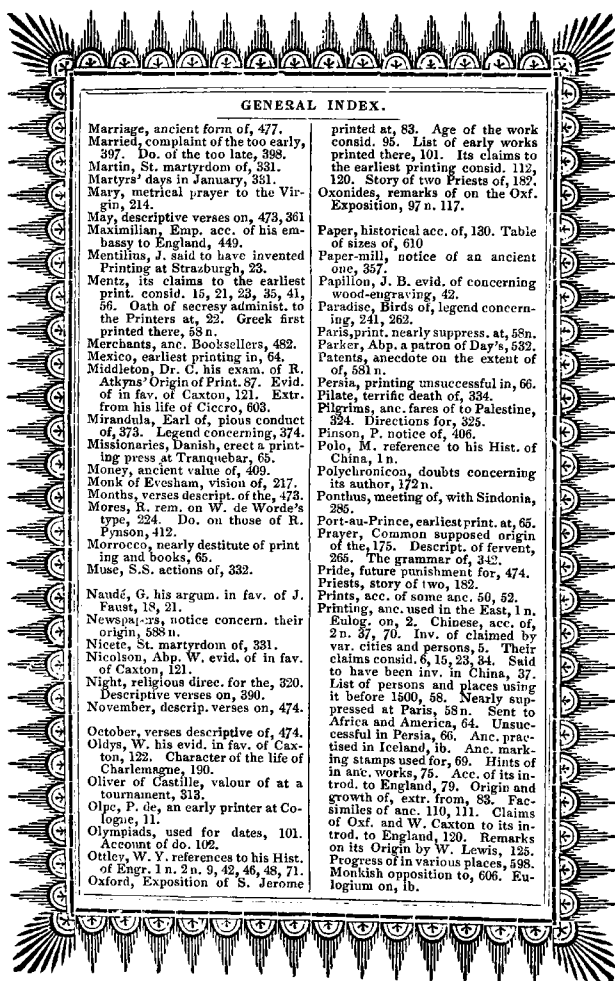 GENERAL INDEX.
Marriage, ancient form of, 477.
Married, complaint of the too early,
397. Do. of the too late, 398.
Martin, St. martyrdom of, 331.
Martyrs' days in January, 331.
Mary, metrical prayer to the Vir-
gin, 214.
May, descriptive verses on, 473, 361
Maximilian, Emp. acc. of his em-
bassy to England, 449.
Mentilius, J. said to have invented
Printing at Strazburgh, 23.
Mentz, its claims to the earliest
print. consid. 15, 21, 23, 35, 41,
56. Oath of secresy administ. to
the Printers at, 22. Greek first
printed there, 58 n.
Merchants, anc. Booksellers, 482.
Mexico, earliest printing in, 64.
Middleton, Dr. C. his exam. of R.
Atkyns' Origin of Print. 87. Evid.
of in fav. of Caxton, 121. Extr.
from his life of Cicero, 603.
Mirandula, Earl of, pious conduct
of, 373. Legend concerning, 374.
Missionaries, Danish, erect a print-
ing press at Tranquebar, 65.
Money, ancient value of, 409.
Monk of Evesham, vision of, 217.
Months, verses descript. of the, 473.
Mores, R. rem. on W. de Worde's
type, 224. Do. on those of R.
Pynson, 412.
Morrocco, nearly destitute of print
ing and books, 65.
Muse, S.S. actions of, 332.
Naudé, G. his argum. in fav. of J.
Faust, 18, 21.
Newspapers, notice concern. their
origin, 588 n.
Nicete, St. martyrdom of, 331.
Nicolson, Abp. W. evid. of in fav.
of Caxton, 121.
Night, religious direc. for the, 320.
Descriptive verses on, 390.
November, descrip. verses on, 474.
October, verses descriptive of, 474.
Oldys, W. his evid. in fav. of Cax-
ton, 122. Character of the life of
Charlemagne, 190.
Oliver of Castille, valour of at a
tournament, 313.
Olpe, P. de, an early printer at Co-
logne, 11.
Olympiads, used for dates, 101.
Account of do. 102.
Ottley, W. Y. references to his Hist.
of Engr. 1 n. 2 n. 9, 42, 46, 48, 71.
Oxford, Exposition of S. Jerome
printed at, 83. Age of the work
consid. 95. List of early works
printed there, 101. Its claims to
the earliest printing consid. 112,
120. Story of two Priests of, 182.
Oxonides, remarks of on the Oxf.
Exposition, 97 n. 117.
Paper, historical acc. of, 130. Table
of sizes of, 610
Paper-mill, notice of an ancient
one, 357.
Papillon, J. B. evid. of concerning
wood-engraving, 42.
Paradise, Birds of, legend concern-
ing, 241, 262.
Paris, print. nearly suppress. at, 58n.
Parker, Abp. a patron of Day's, 532.
Patents, anecdote on the extent of
of, 581 n.
Persia, printing unsuccessful in, 66.
Pilate, terrific death of, 334.
Pilgrims, anc. fares of to Palestine,
324. Directions for, 325.
Pinson, P. notice of, 406.
Polo, M. reference to his Hist. of
China, 1 n.
Polychronicon, doubts concerning
its author, 172 n.
Ponthus, meeting of, with Sindonia,
285.
Port-au-Prince, earliest print. at, 65.
Prayer, Common supposed origin
of the, 175. Descript. of fervent,
265. The grammar of, 342.
Pride, future punishment for, 474.
Priests, story of two, 182.
Prints, acc. of some anc. 50, 52.
Printing, anc. used in the East, 1 n.
Eulog. on, 2. Chinese, acc. of,
2 n. 37, 70. Inv. of claimed by
var. cities and persons, 5. Their
claims consid. 6, 15, 23, 34. Said
to have been inv. in China, 37.
List of persons and places using
it before 1500, 58. Nearly sup-
pressed at Paris, 58 n. Sent to
Africa and America, 64. Unsuc-
cessful in Persia, 66. Anc. prac-
tised in Iceland, ib. Anc. mark-
ing stamps used for, 69. Hints of
in anc. works, 75. Acc. of its in-
trod. to England, 79. Origin and
growth of, extr. from, 83. Fac-
similes of anc. 110, 111. Claims
of Oxf. and W. Caxton to its in-
trod. to England, 120. Remarks
on its Origin by W. Lewis, 125.
Progress of in various places, 598.
Monkish opposition to, 606. Eu-
logium on, ib.